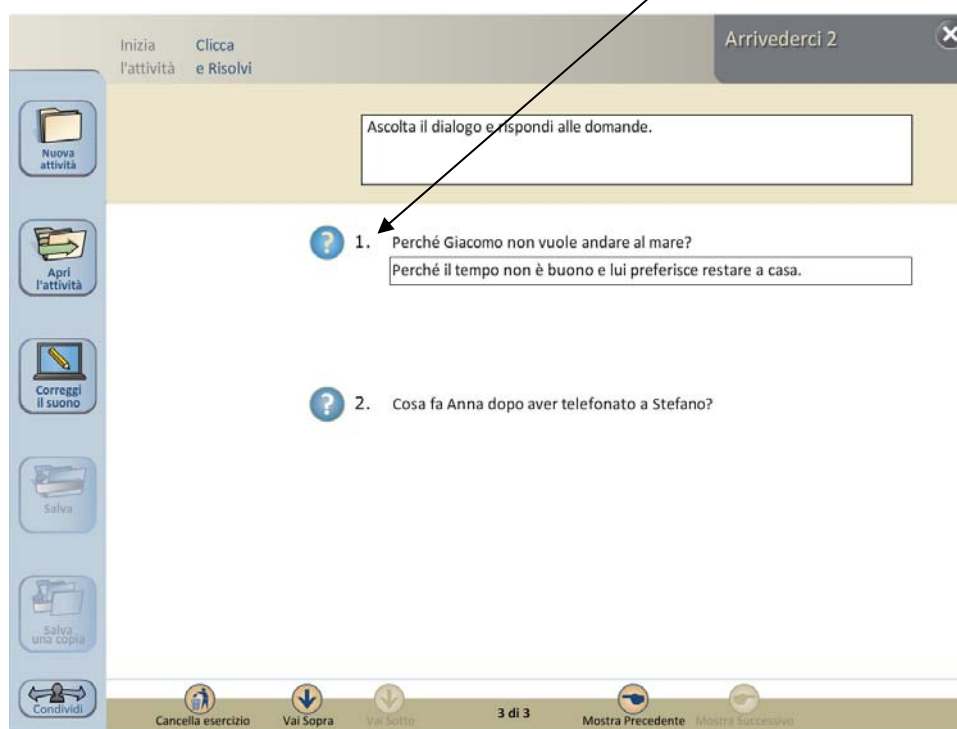 Inizia
l'attività
Clicca
e Risolvi
Arrivederci 2
Nuova
attività
Apri
l'attività
Correggi
il suono
Salva
Salva
una copia
Condividi
Ascolta il dialogo e rispondi alle domande.
1. Perché Giacomo non vuole andare al mare?
Perché il tempo non è buono e lui preferisce restare a casa.
2. Cosa fa Anna dopo aver telefonato a Stefano?
Cancella esercizio
Vai Sopra
Vai Sotto
3 di 3
Mostra Precedente
Mostra Successivo